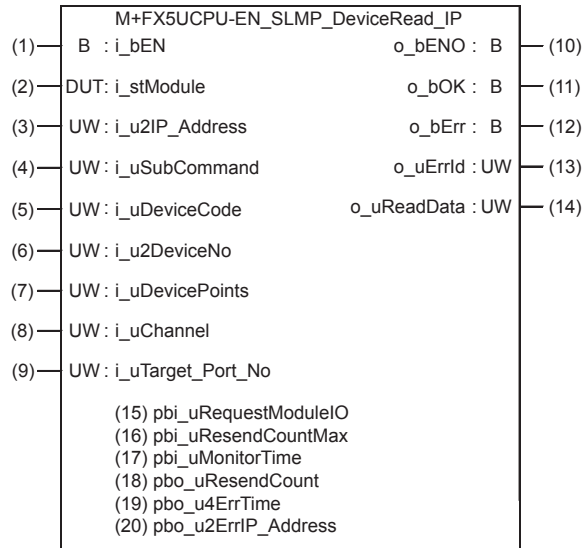 M+FX5UCPU-EN_SLMP_DeviceRead_IP
(1) B : i_bEN o_bENO : B (10)
(2) DUT: i_stModule o_bOK : B (11)
(3) UW : i_u2IP_Address o_bErr : B (12)
(4) UW : i_uSubCommand o_uErrId : UW (13)
(5) UW : i_uDeviceCode o_uReadData : UW (14)
(6) UW : i_u2DeviceNo
(7) UW : i_uDevicePoints
(8) UW : i_uChannel
(9) UW : i_uTarget_Port_No
(15) pbi_uRequestModuleIO
(16) pbi_uResendCountMax
(17) pbi_uMonitorTime
(18) pbo_uResendCount
(19) pbo_u4ErrTime
(20) pbo_u2ErrIP_Address